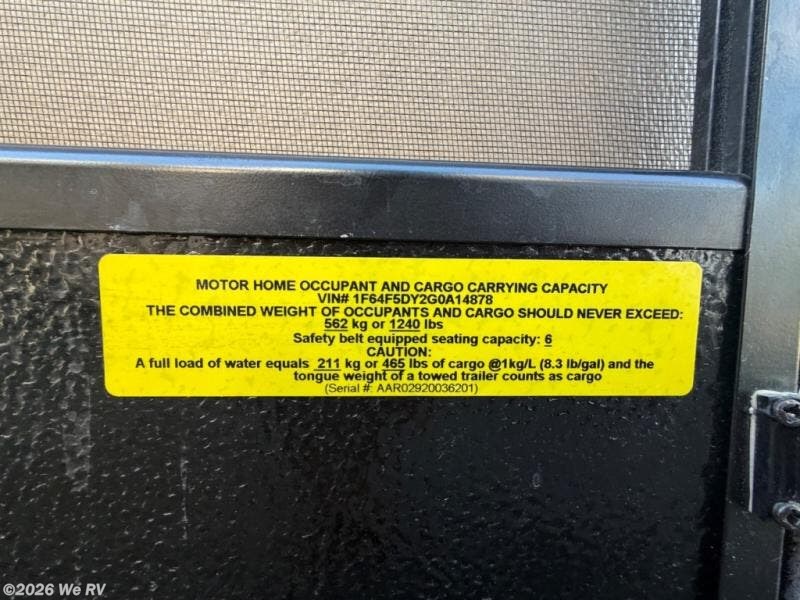 MOTOR HOME OCCUPANT AND CARGO CARRYING CAPACITY
VIN# 1F64F5DY2G0A14878
THE COMBINED WEIGHT OF OCCUPANTS AND CARGO SHOULD NEVER EXCEED:
562 kg or 1240 lbs
Safety belt equipped seating capacity: 6
CAUTION:
A full load of water equals 211 kg or 465 lbs of cargo @1kg/L (8.3 lb/gal) and the
tongue weight of a towed trailer counts as cargo
(Serial #: AAR02920036201)
©2026 We RV